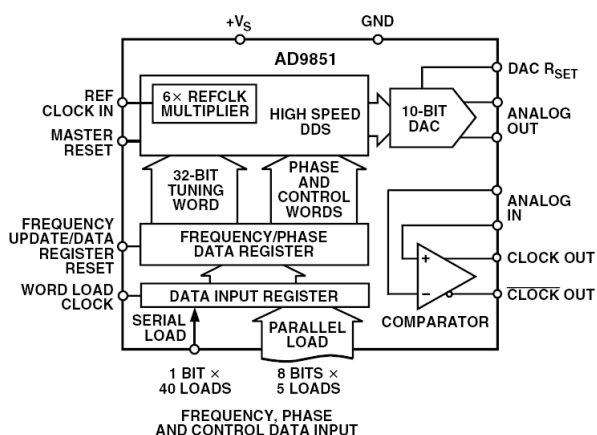 +VS
GND
AD9851
REF
CLOCK IN
6× REFCLK
MULTIPLIER
HIGH SPEED
DDS
10-BIT
DAC
DAC RSET
ANALOG
OUT
MASTER
RESET
32-BIT
TUNING
WORD
PHASE
AND
CONTROL
WORDS
ANALOG
IN
FREQUENCY
UPDATE/DATA
REGISTER
RESET
FREQUENCY/PHASE
DATA REGISTER
+
CLOCK OUT
WORD LOAD
CLOCK
DATA INPUT REGISTER
–
CLOCK OUT
COMPARATOR
SERIAL
LOAD
PARALLEL
LOAD
1 BIT ×
40 LOADS
8 BITS ×
5 LOADS
FREQUENCY, PHASE
AND CONTROL DATA INPUT